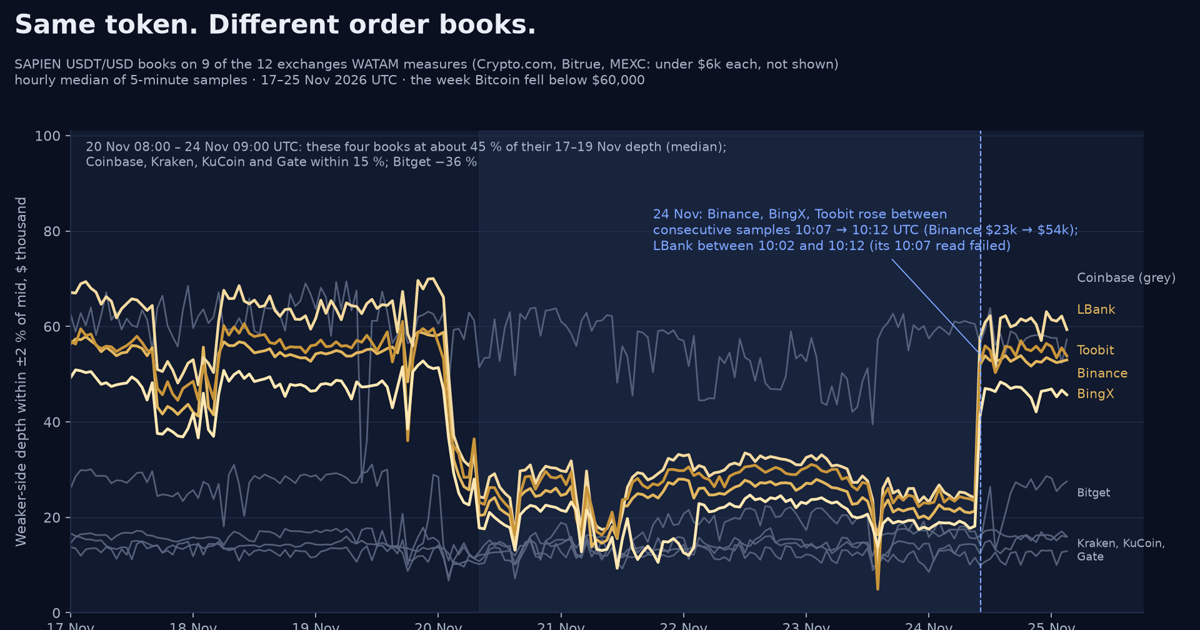 Same token. Different order books.
SAPIEN USDT/USD books on 9 of the 12 exchanges WATAM measures (Crypto.com, Bitrue, MEXC: under $6k each, not shown)
hourly median of 5-minute samples · 17–25 Nov 2026 UTC · the week Bitcoin fell below $60,000
20 Nov 08:00 – 24 Nov 09:00 UTC: these four books at about 45 % of their 17–19 Nov depth (median);
Coinbase, Kraken, KuCoin and Gate within 15 %; Bitget −36 %
24 Nov: Binance, BingX, Toobit rose between
consecutive samples 10:07 → 10:12 UTC (Binance $23k → $54k);
LBank between 10:02 and 10:12 (its 10:07 read failed)
Weaker-side depth within ±2 % of mid, $ thousand
100
80
60
40
20
0
Coinbase (grey)
LBank
Toobit
Binance
BingX
Bitget
Kraken, KuCoin,
Gate
17 Nov
18 Nov
19 Nov
20 Nov
21 Nov
22 Nov
23 Nov
24 Nov
25 Nov